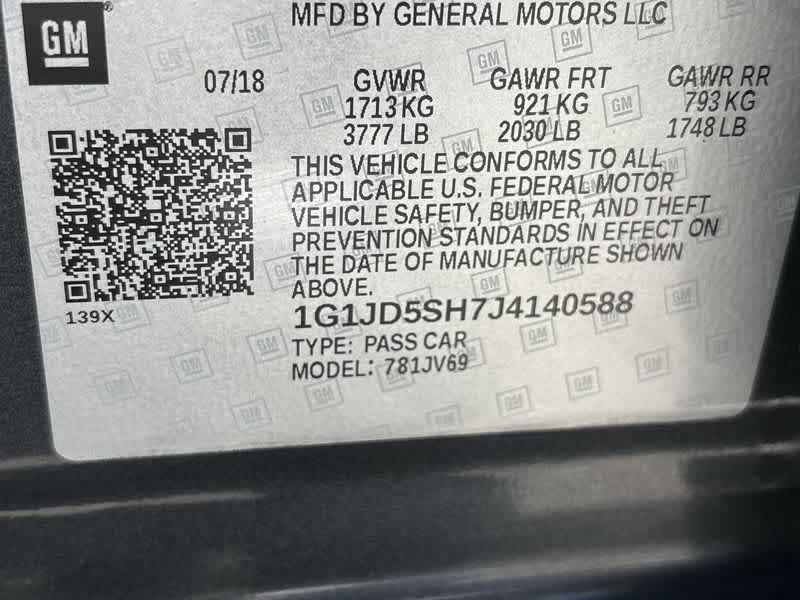 GM
MFD BY GENERAL MOTORS LLC
07/18 GVWR GAWR FRT GAWR RR
1713 KG 921 KG 793 KG
3777 LB 2030 LB 1748 LB
THIS VEHICLE CONFORMS TO ALL
APPLICABLE U.S. FEDERAL MOTOR
VEHICLE SAFETY, BUMPER, AND THEFT
PREVENTION STANDARDS IN EFFECT ON
THE DATE OF MANUFACTURE SHOWN
ABOVE.
139X
1G1JD5SH7J4140588
TYPE: PASS CAR
MODEL: 781JV69